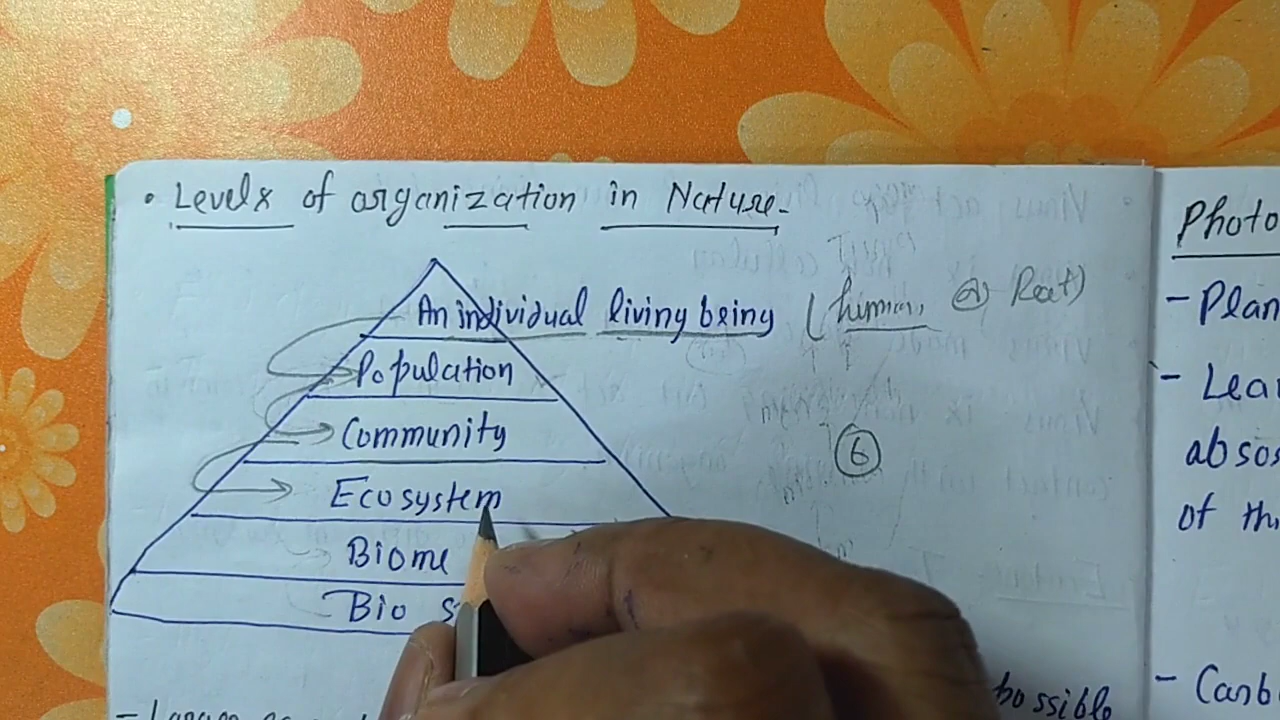 • Levels of organization in Nature-
An individual living being (human, or Rat)
Population
Community
Ecosystem
Biome
Bio
6
possible
Photo
- Plan
- Lea
abso
of th
- Carb